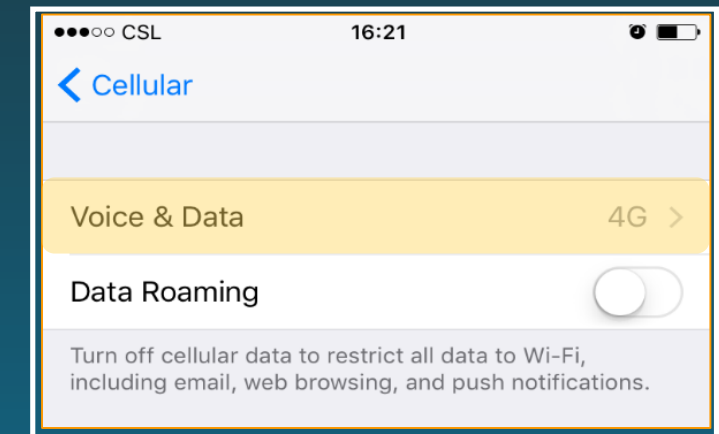 CSL 16:21
Cellular
Voice & Data 4G
Data Roaming
Turn off cellular data to restrict all data to Wi-Fi,
including email, web browsing, and push notifications.